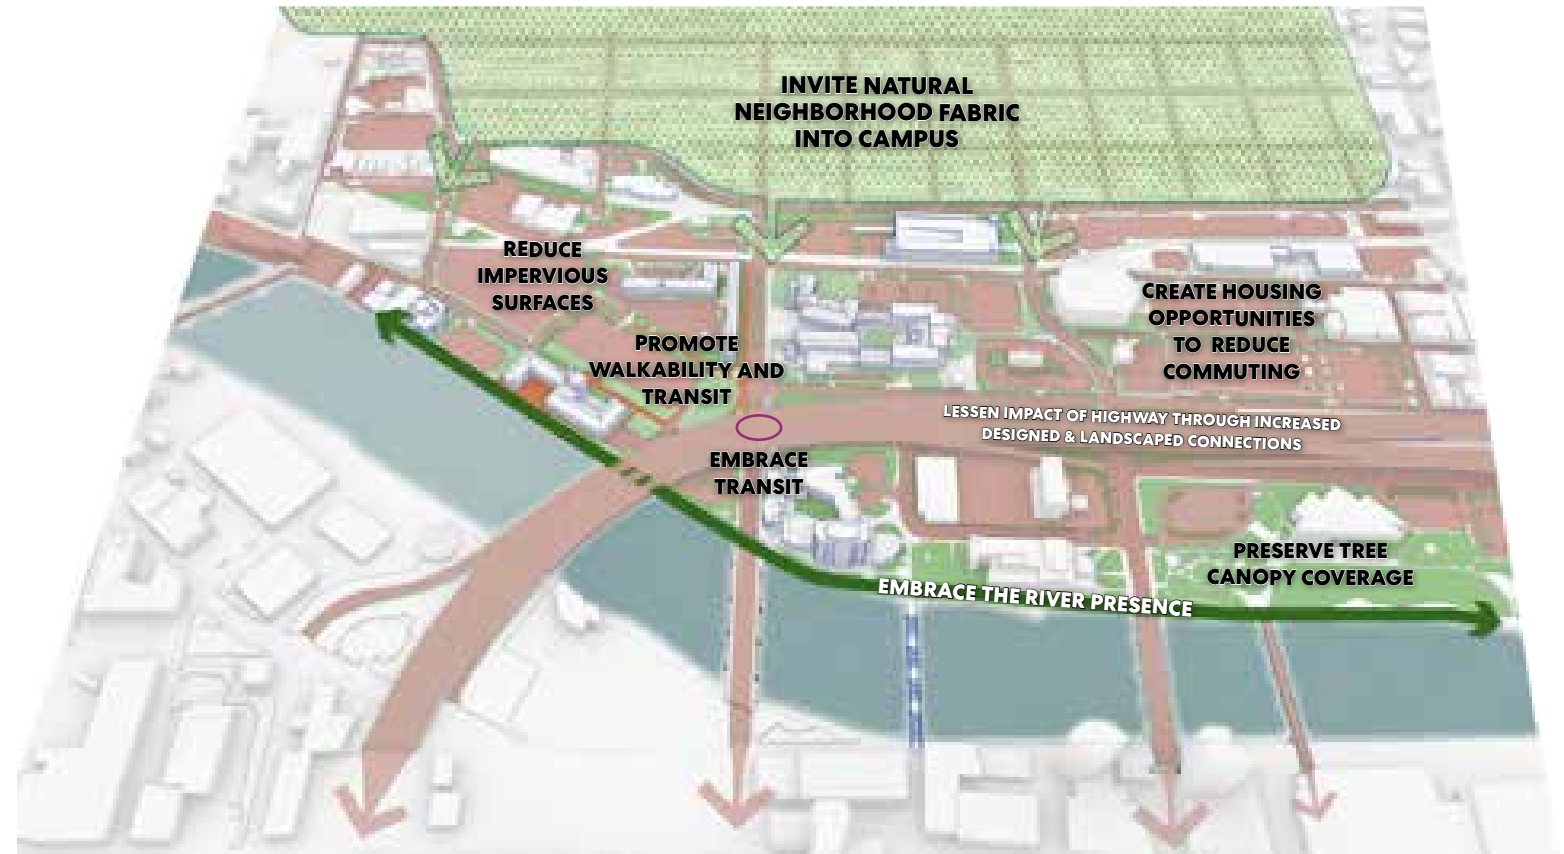 INVITE NATURAL
NEIGHBORHOOD FABRIC
INTO CAMPUS
REDUCE
IMPERVIOUS
SURFACES
CREATE HOUSING
OPPORTUNITIES
TO REDUCE
COMMUTING
PROMOTE
WALKABILITY AND
TRANSIT
LESSEN IMPACT OF HIGHWAY THROUGH INCREASED
DESIGNED & LANDSCAPED CONNECTIONS
EMBRACE
TRANSIT
PRESERVE TREE
CANOPY COVERAGE
EMBRACE THE RIVER PRESENCE